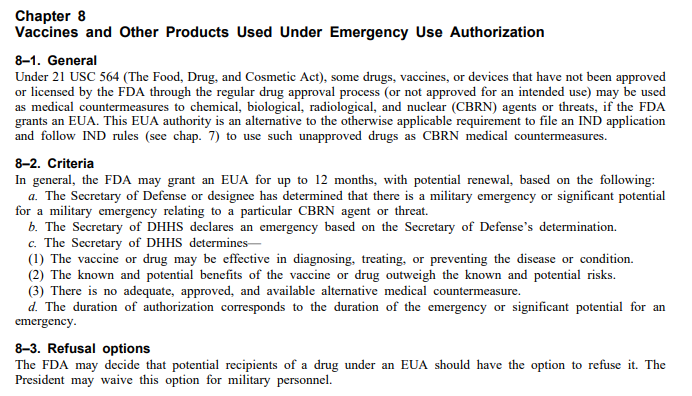 Chapter 8
Vaccines and Other Products Used Under Emergency Use Authorization
8–1. General
Under 21 USC 564 (The Food, Drug, and Cosmetic Act), some drugs, vaccines, or devices that have not been approved
or licensed by the FDA through the regular drug approval process (or not approved for an intended use) may be used
as medical countermeasures to chemical, biological, radiological, and nuclear (CBRN) agents or threats, if the FDA
grants an EUA. This EUA authority is an alternative to the otherwise applicable requirement to file an IND application
and follow IND rules (see chap. 7) to use such unapproved drugs as CBRN medical countermeasures.
8–2. Criteria
In general, the FDA may grant an EUA for up to 12 months, with potential renewal, based on the following:
a. The Secretary of Defense or designee has determined that there is a military emergency or significant potential
for a military emergency relating to a particular CBRN agent or threat.
b. The Secretary of DHHS declares an emergency based on the Secretary of Defense's determination.
c. The Secretary of DHHS determines—
(1) The vaccine or drug may be effective in diagnosing, treating, or preventing the disease or condition.
(2) The known and potential benefits of the vaccine or drug outweigh the known and potential risks.
(3) There is no adequate, approved, and available alternative medical countermeasure.
d. The duration of authorization corresponds to the duration of the emergency or significant potential for an
emergency.
8–3. Refusal options
The FDA may decide that potential recipients of a drug under an EUA should have the option to refuse it. The
President may waive this option for military personnel.